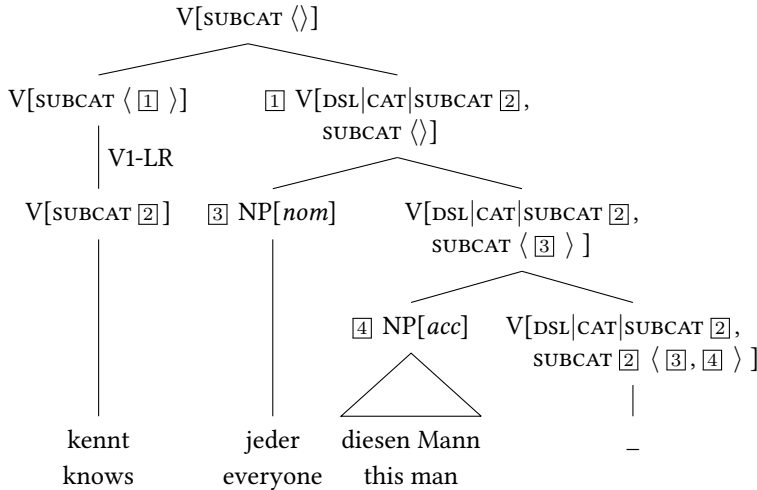 V[SUBCAT ⟨⟩]
V[SUBCAT ⟨ 1 ⟩] 1 V[DSL|CAT|SUBCAT 2,
SUBCAT ⟨⟩]
V1-LR
V[SUBCAT 2] 3 NP[nom] V[DSL|CAT|SUBCAT 2,
SUBCAT ⟨ 3 ⟩ ]
4 NP[acc] V[DSL|CAT|SUBCAT 2,
SUBCAT 2 ⟨ 3, 4 ⟩ ]
kennt jeder diesen Mann _
knows everyone this man